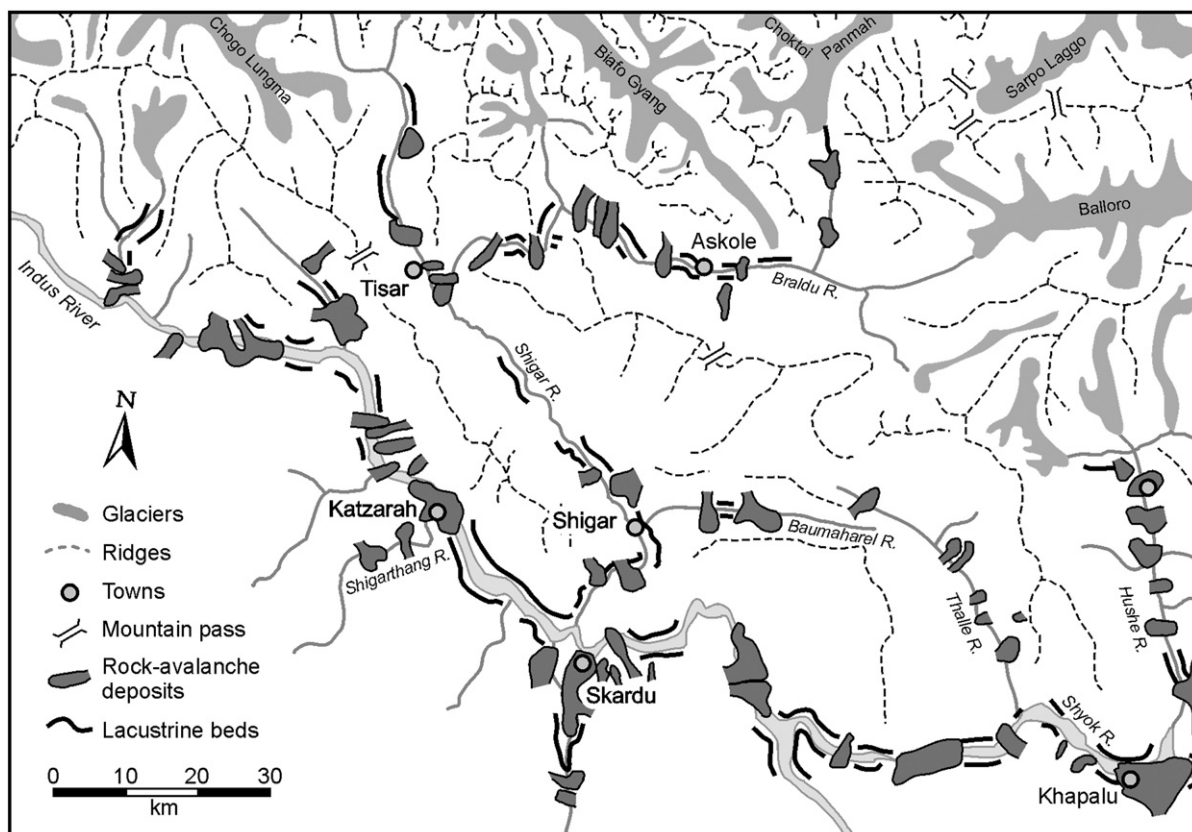 Chogo Lungma
Biafo Gyang
Choktoi
Panmah
Sarpo Laggo
Balloro
Indus River
Tisar
Askole
Braldu R.
Shigar R.
N
Glaciers
Ridges
Towns
Mountain pass
Rock-avalanche
deposits
Lacustrine beds
0 10 20 30
km
Katzarah
Shigarthang R.
Shigar
Baumaharel R.
Thalle R.
Hushe R.
Skardu
Shyok R.
Khapalu